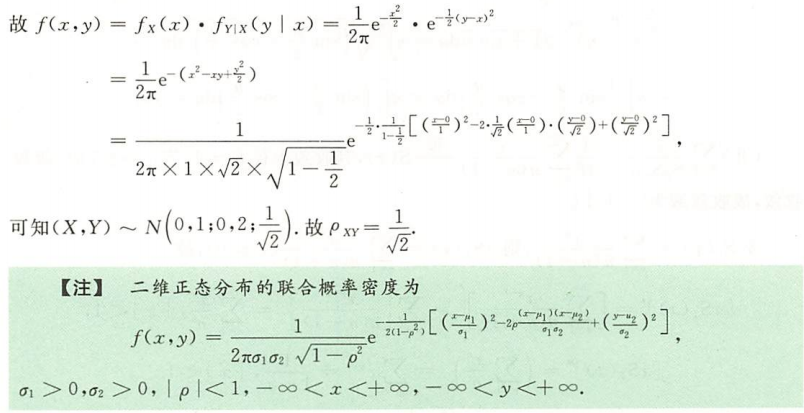 故 f(x,y) = f_X(x)·f_{Y|X}(y|x) = \frac{1}{2π}e^{-\frac{x^2}{2}}·e^{-\frac{1}{2}(y-x)^2}
= \frac{1}{2π}e^{-(x^2-xy+\frac{y^2}{2})}
= \frac{1}{2π×1×\sqrt{2}×\sqrt{1-\frac{1}{2}}}e^{-\frac{1}{2}·\frac{1}{1-\frac{1}{2}}[(\frac{x-0}{1})^2-2·\frac{1}{\sqrt{2}}(\frac{x-0}{1})·(\frac{y-0}{\sqrt{2}})+(\frac{y-0}{\sqrt{2}})^2]},
可知(X,Y) ~ N(0,1;0,2;\frac{1}{\sqrt{2}}).故 ρ_{XY} = \frac{1}{\sqrt{2}}.
【注】 二维正态分布的联合概率密度为
f(x,y) = \frac{1}{2πσ_1σ_2\sqrt{1-ρ^2}}e^{-\frac{1}{2(1-ρ^2)}[(\frac{x-μ_1}{σ_1})^2-2ρ\frac{(x-μ_1)(x-μ_2)}{σ_1σ_2}+(\frac{y-u_2}{σ_2})^2]},
σ_1 > 0,σ_2 > 0,|ρ|< 1,-∞ < x <+∞,-∞ < y <+∞.